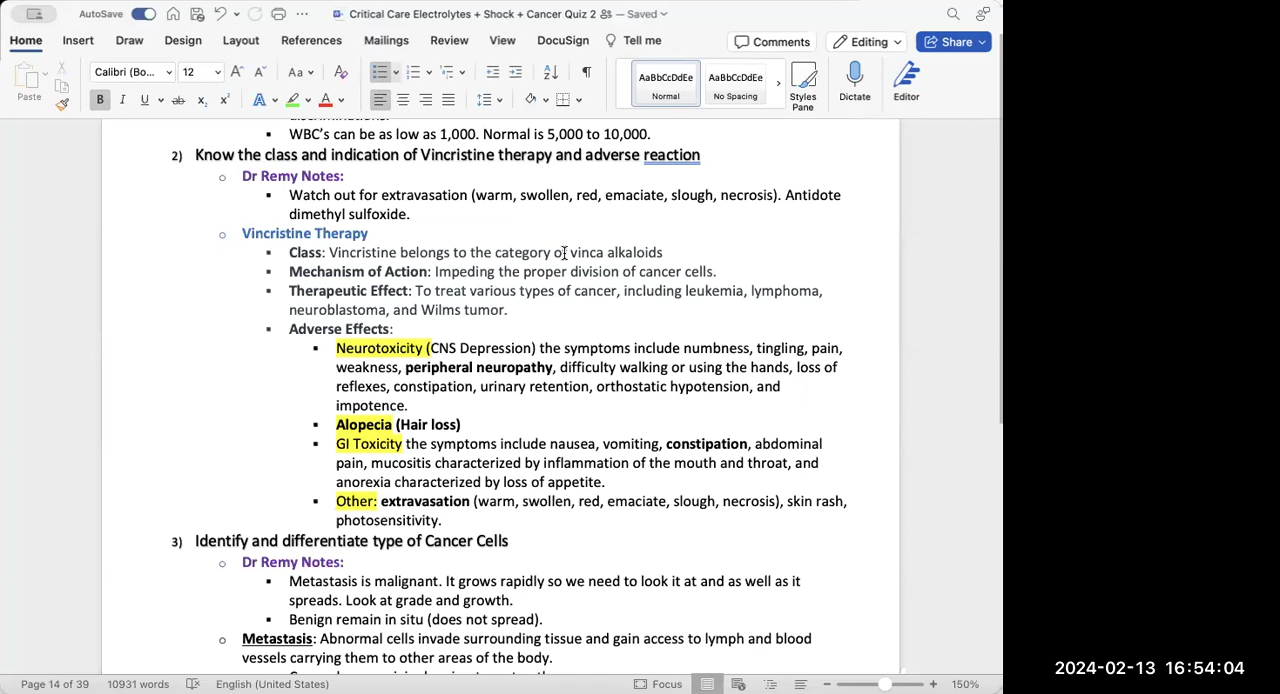 AutoSave
Critical Care Electrolytes + Shock + Cancer Quiz 2 — Saved
Home Insert Draw Design Layout References Mailings Review View DocuSign Tell me Comments Editing Share
Paste Calibri (Bo... 12 Aa AaBbCcDdEe AaBbCcDdEe
B I U ab x₂ x² A A Normal No Spacing Styles Pane Dictate Editor
WBC's can be as low as 1,000. Normal is 5,000 to 10,000.
2) Know the class and indication of Vincristine therapy and adverse reaction
Dr Remy Notes:
Watch out for extravasation (warm, swollen, red, emaciate, slough, necrosis). Antidote
dimethyl sulfoxide.
Vincristine Therapy
Class: Vincristine belongs to the category of vinca alkaloids
Mechanism of Action: Impeding the proper division of cancer cells.
Therapeutic Effect: To treat various types of cancer, including leukemia, lymphoma,
neuroblastoma, and Wilms tumor.
Adverse Effects:
Neurotoxicity (CNS Depression) the symptoms include numbness, tingling, pain,
weakness, peripheral neuropathy, difficulty walking or using the hands, loss of
reflexes, constipation, urinary retention, orthostatic hypotension, and
impotence.
Alopecia (Hair loss)
GI Toxicity the symptoms include nausea, vomiting, constipation, abdominal
pain, mucositis characterized by inflammation of the mouth and throat, and
anorexia characterized by loss of appetite.
Other: extravasation (warm, swollen, red, emaciate, slough, necrosis), skin rash,
photosensitivity.
3) Identify and differentiate type of Cancer Cells
Dr Remy Notes:
Metastasis is malignant. It grows rapidly so we need to look it at and as well as it
spreads. Look at grade and growth.
Benign remain in situ (does not spread).
Metastasis: Abnormal cells invade surrounding tissue and gain access to lymph and blood
vessels carrying them to other areas of the body.
Page 14 of 39 10931 words English (United States) Focus 150%
2024-02-13 16:54:04